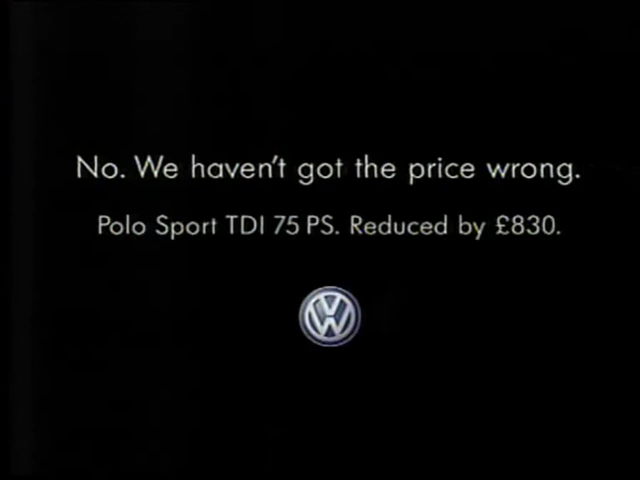 No. We haven't got the price wrong.
Polo Sport TDI 75 PS. Reduced by £830.